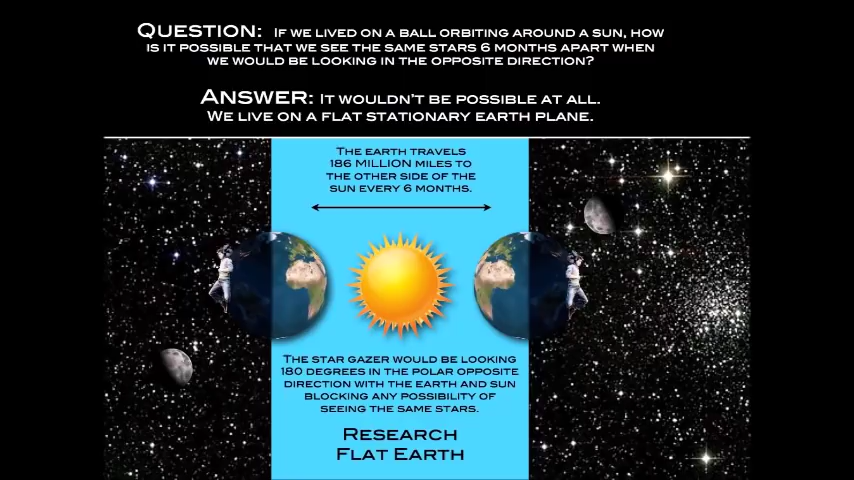 QUESTION: IF WE LIVED ON A BALL ORBITING AROUND A SUN, HOW
IS IT POSSIBLE THAT WE SEE THE SAME STARS 6 MONTHS APART WHEN
WE WOULD BE LOOKING IN THE OPPOSITE DIRECTION?
ANSWER: IT WOULDN'T BE POSSIBLE AT ALL.
WE LIVE ON A FLAT STATIONARY EARTH PLANE.
THE EARTH TRAVELS
186 MILLION MILES TO
THE OTHER SIDE OF THE
SUN EVERY 6 MONTHS.
THE STAR GAZER WOULD BE LOOKING
180 DEGREES IN THE POLAR OPPOSITE
DIRECTION WITH THE EARTH AND SUN
BLOCKING ANY POSSIBILITY OF
SEEING THE SAME STARS.
RESEARCH
FLAT EARTH